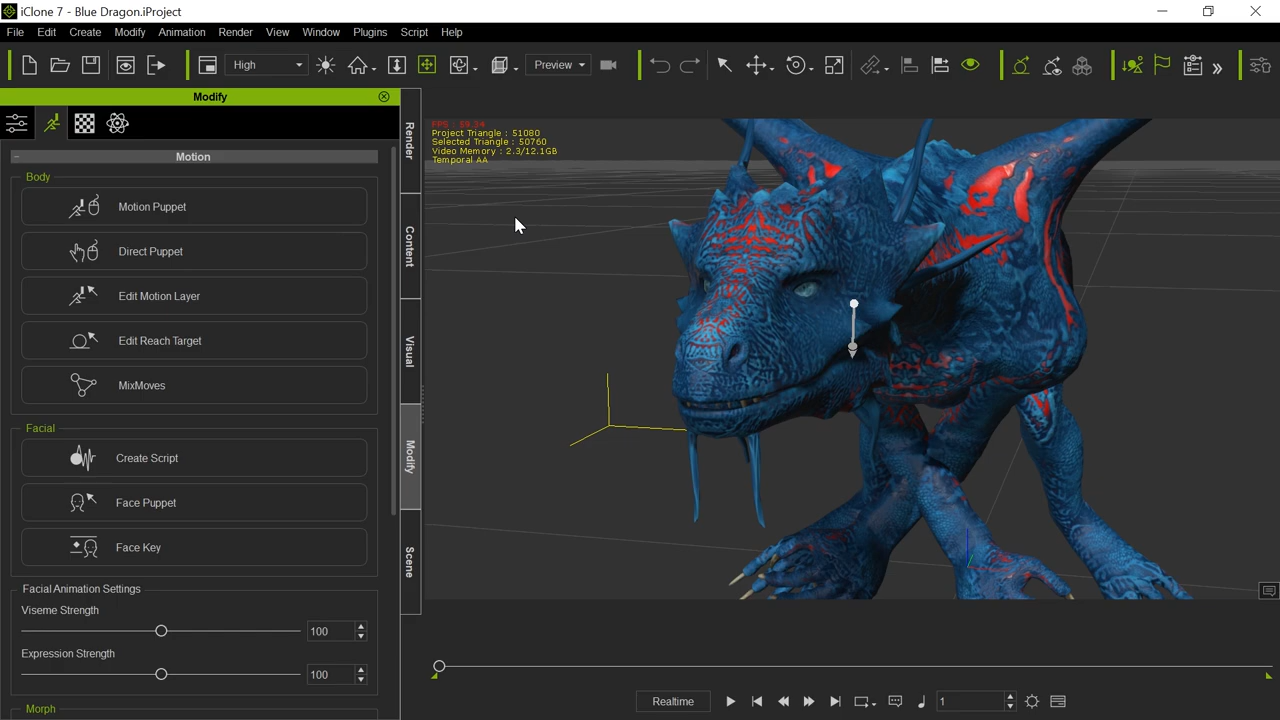 iClone 7 - Blue Dragon.iProject
File Edit Create Modify Animation Render View Window Plugins Script Help
High Preview
Modify
Motion
Body
Motion Puppet
Direct Puppet
Edit Motion Layer
Edit Reach Target
MixMoves
Facial
Create Script
Face Puppet
Face Key
Facial Animation Settings
Viseme Strength
100
Expression Strength
100
Morph
Render
Content
Visual
Modify
Scene
FPS : 59.34
Project Triangle : 51080
Selected Triangle : 50760
Video Memory : 2.3/12.1GB
Temporal AA
Realtime 1